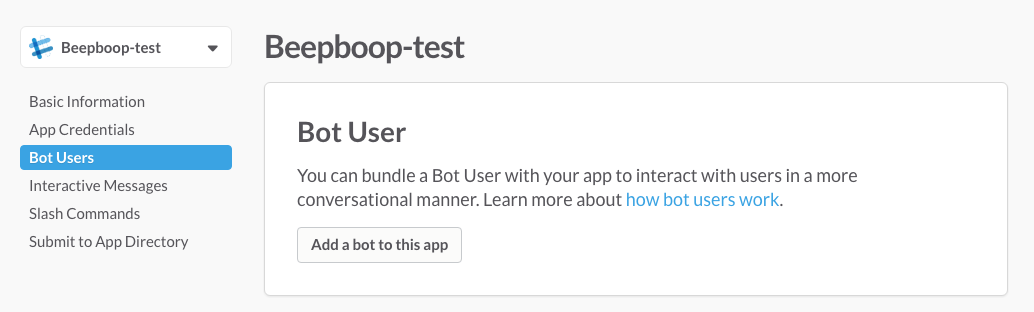 Beepboop-test
Basic Information
App Credentials
Bot Users
Interactive Messages
Slash Commands
Submit to App Directory
Beepboop-test
Bot User
You can bundle a Bot User with your app to interact with users in a more
conversational manner. Learn more about how bot users work.
Add a bot to this app